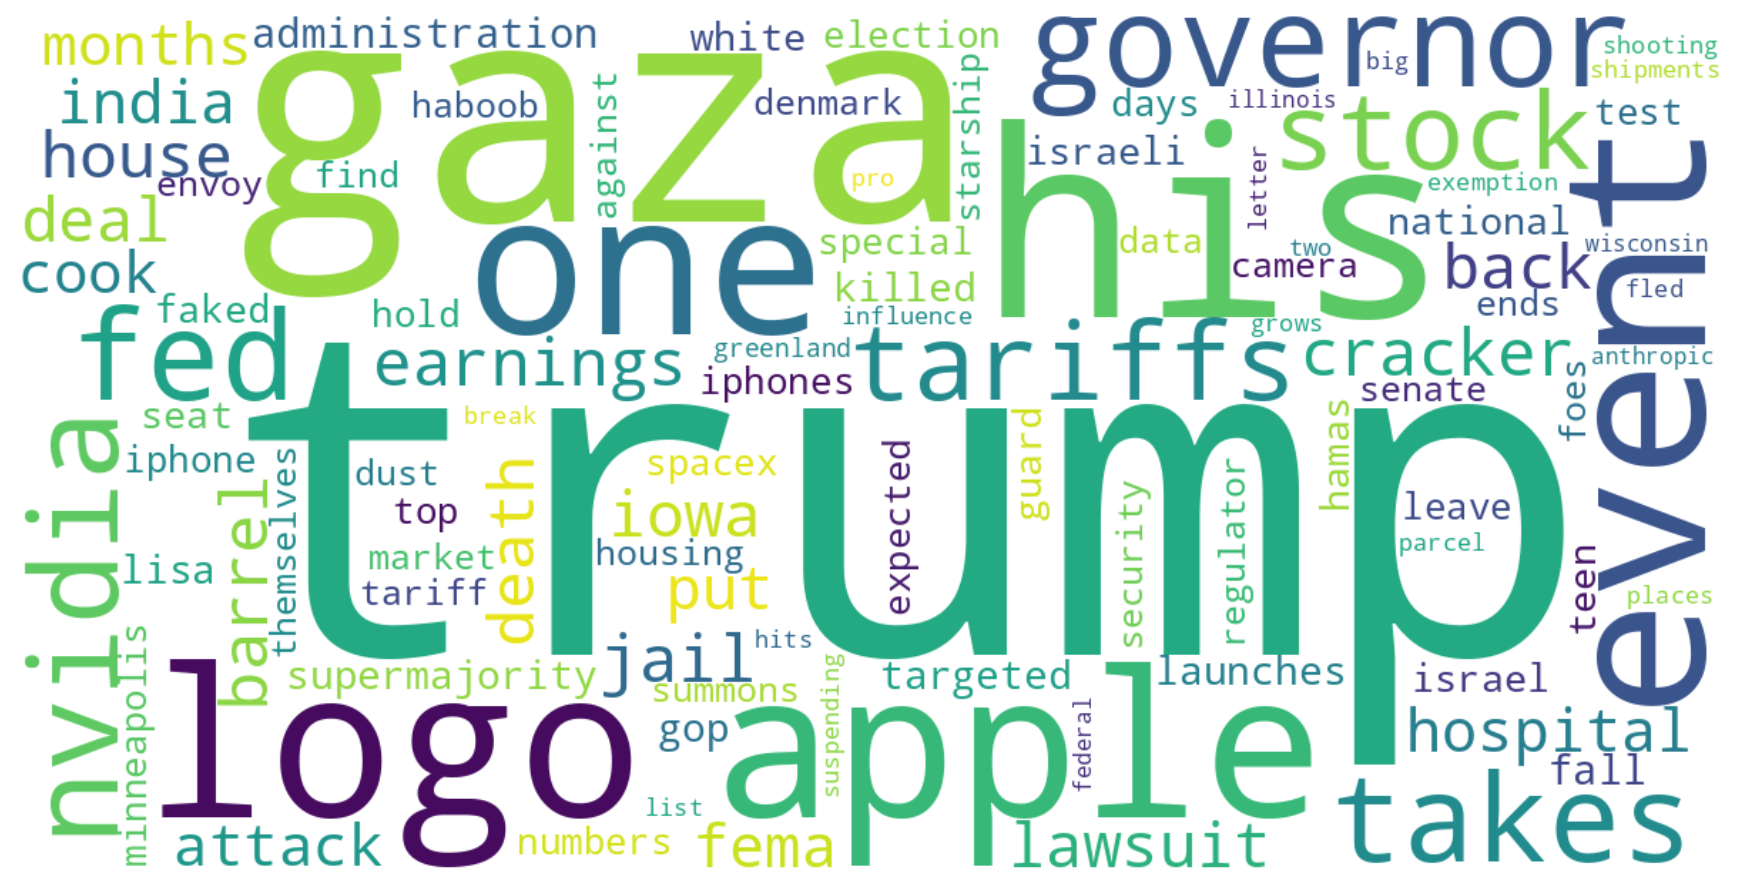 months
administration
white
election
governor
big
shooting
shipments
india
gaza
haboob
against
denmark
starship
days
illinois
stock
test
house
envoy
find
pro
his
israeli
letter
exemption
event
deal
one
special
data
two
national
wisconsin
cook
killed
camera
back
fled
faked
hold
influence
grows
ends
fed
earnings
greenland
iphones
tariffs
cracker
anthropic
senate
foes
nvidia
seat
trump
break
guard
hamas
iphone
themselves
dust
death
spacex
expected
security
regulator
leave
barrel
top
iowa
parcel
lisa
market
housing
teen
tariff
put
places
minneapolis
supermajority
jail
hits
targeted
launches
israel
logo
summons
suspending
apple
federal
hospital
gop
fall
list
takes
attack
numbers
fema
lawsuit